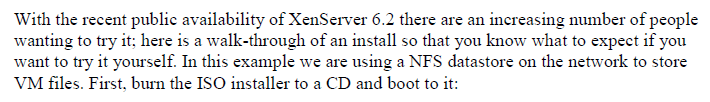 With the recent public availability of XenServer 6.2 there are an increasing number of people
wanting to try it; here is a walk-through of an install so that you know what to expect if you
want to try it yourself. In this example we are using a NFS datastore on the network to store
VM files. First, burn the ISO installer to a CD and boot to it: